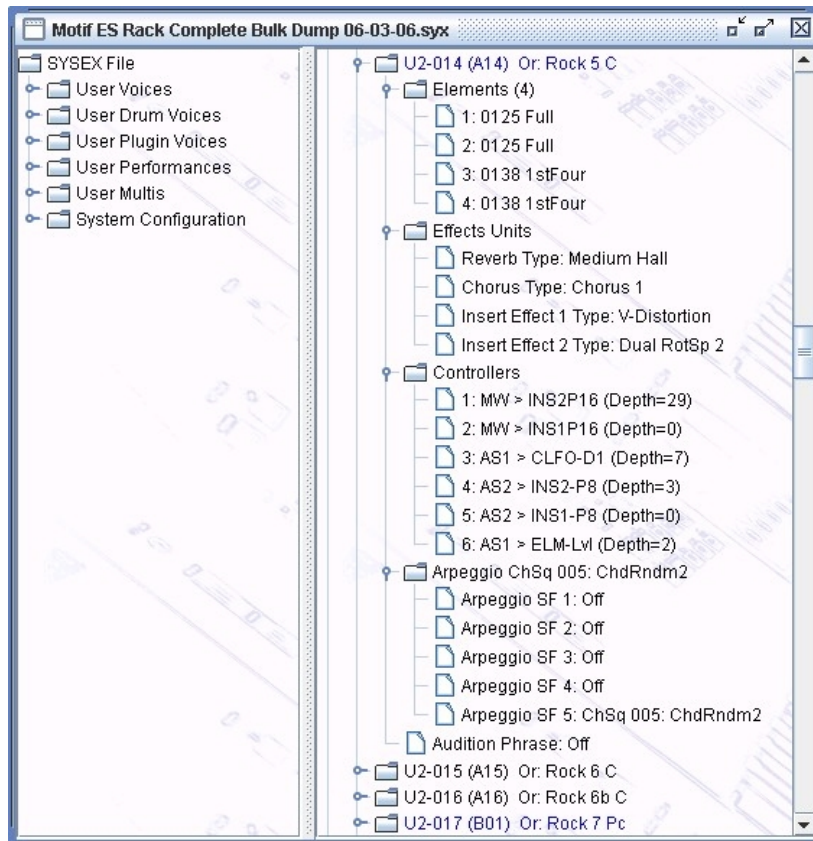 Motif ES Rack Complete Bulk Dump 06-03-06.syx
SYSEX File
User Voices
User Drum Voices
User Plugin Voices
User Performances
User Multis
System Configuration
U2-014 (A14) Or: Rock 5 C
Elements (4)
1: 0125 Full
2: 0125 Full
3: 0138 1stFour
4: 0138 1stFour
Effects Units
Reverb Type: Medium Hall
Chorus Type: Chorus 1
Insert Effect 1 Type: V-Distortion
Insert Effect 2 Type: Dual RotSp 2
Controllers
1: MW > INS2P16 (Depth=29)
2: MW > INS1P16 (Depth=0)
3: AS1 > CLFO-D1 (Depth=7)
4: AS2 > INS2-P8 (Depth=3)
5: AS2 > INS1-P8 (Depth=0)
6: AS1 > ELM-Lvl (Depth=2)
Arpeggio ChSq 005: ChdRndm2
Arpeggio SF 1: Off
Arpeggio SF 2: Off
Arpeggio SF 3: Off
Arpeggio SF 4: Off
Arpeggio SF 5: ChSq 005: ChdRndm2
Audition Phrase: Off
U2-015 (A15) Or: Rock 6 C
U2-016 (A16) Or: Rock 6b C
U2-017 (B01) Or: Rock 7 Pc